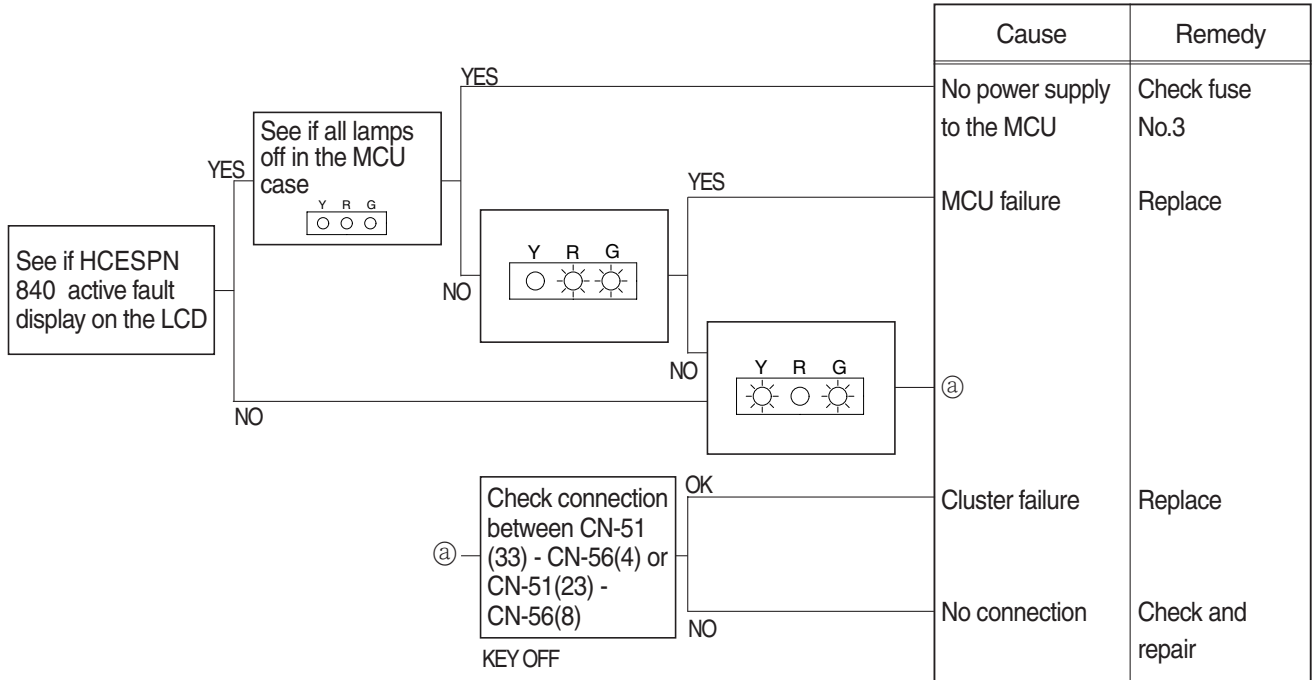 Cause
Remedy
YES
No power supply
to the MCU
Check fuse
No.3
See if all lamps
off in the MCU
case
Y R G
YES
YES
MCU failure
Replace
See if HCESPN
840 active fault
display on the LCD
Y R G
NO
NO
Y R G
ⓐ
NO
Check connection
between CN-51
(33) - CN-56(4) or
CN-51(23) -
CN-56(8)
OK
Cluster failure
Replace
ⓐ
NO
No connection
Check and
repair
KEY OFF